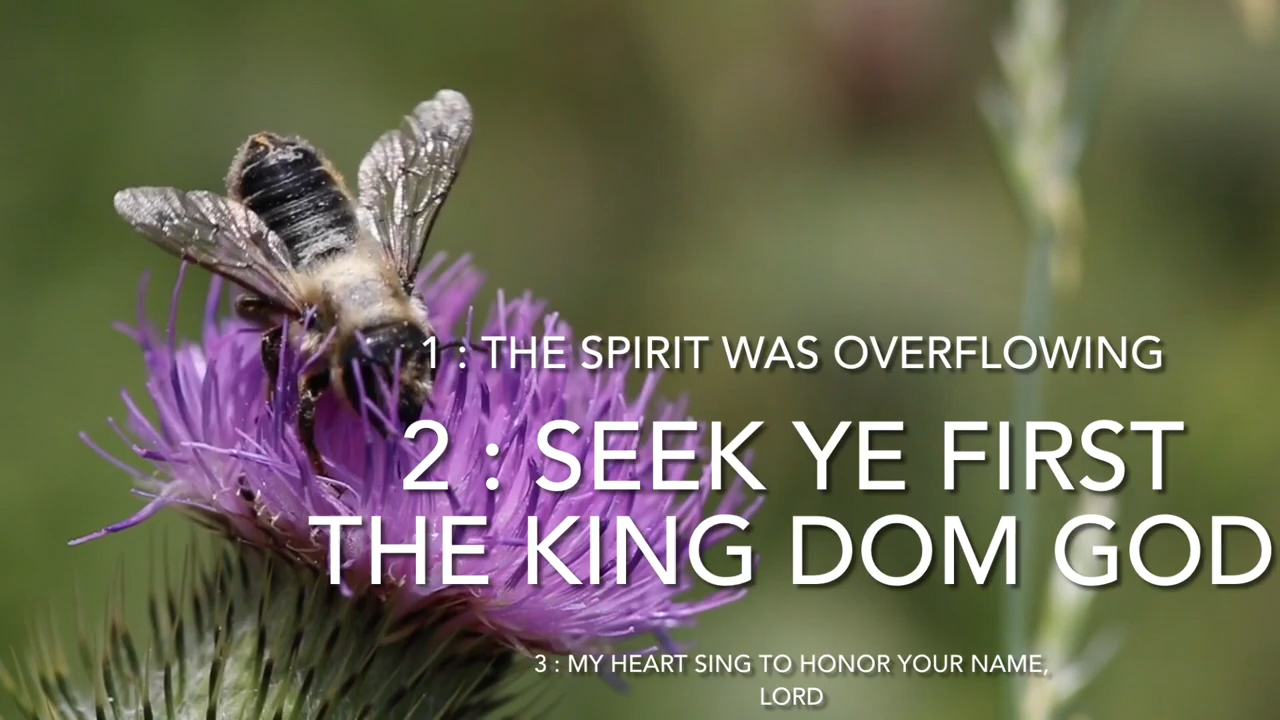 1 : THE SPIRIT WAS OVERFLOWING
2 : SEEK YE FIRST
THE KING DOM GOD
3 : MY HEART SING TO HONOR YOUR NAME,
LORD